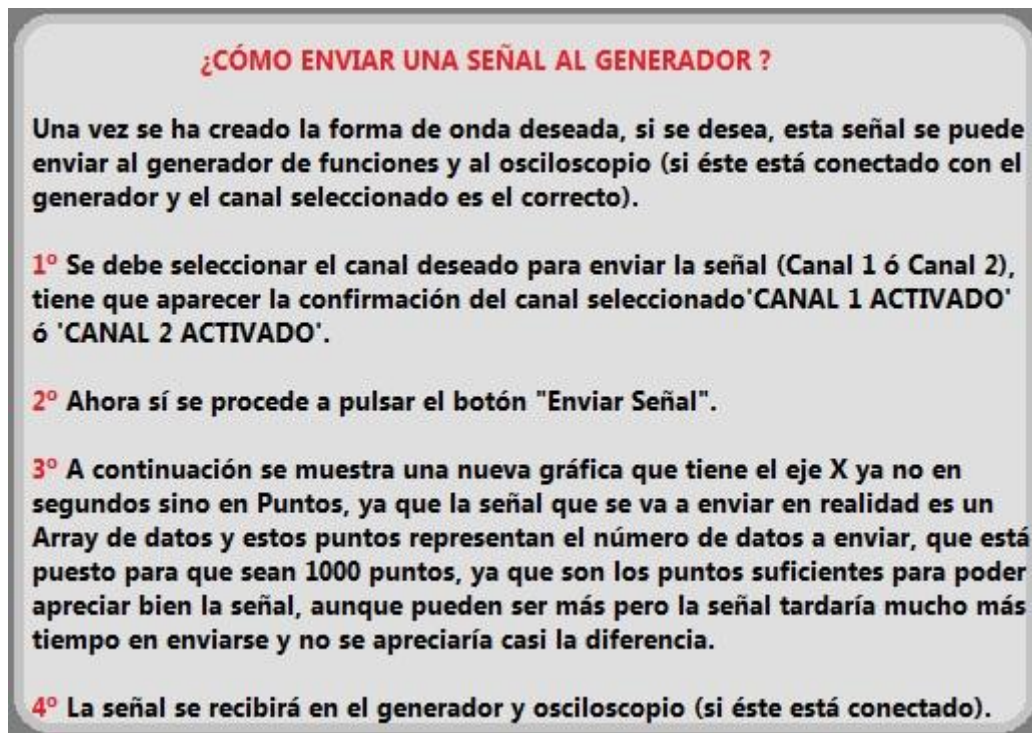 ¿CÓMO ENVIAR UNA SEÑAL AL GENERADOR ?
Una vez se ha creado la forma de onda deseada, si se desea, esta señal se puede
enviar al generador de funciones y al osciloscopio (si éste está conectado con el
generador y el canal seleccionado es el correcto).
1º Se debe seleccionar el canal deseado para enviar la señal (Canal 1 ó Canal 2),
tiene que aparecer la confirmación del canal seleccionado'CANAL 1 ACTIVADO'
ó 'CANAL 2 ACTIVADO'.
2º Ahora sí se procede a pulsar el botón "Enviar Señal".
3º A continuación se muestra una nueva gráfica que tiene el eje X ya no en
segundos sino en Puntos, ya que la señal que se va a enviar en realidad es un
Array de datos y estos puntos representan el número de datos a enviar, que está
puesto para que sean 1000 puntos, ya que son los puntos suficientes para poder
apreciar bien la señal, aunque pueden ser más pero la señal tardaría mucho más
tiempo en enviarse y no se apreciaría casi la diferencia.
4º La señal se recibirá en el generador y osciloscopio (si éste está conectado).